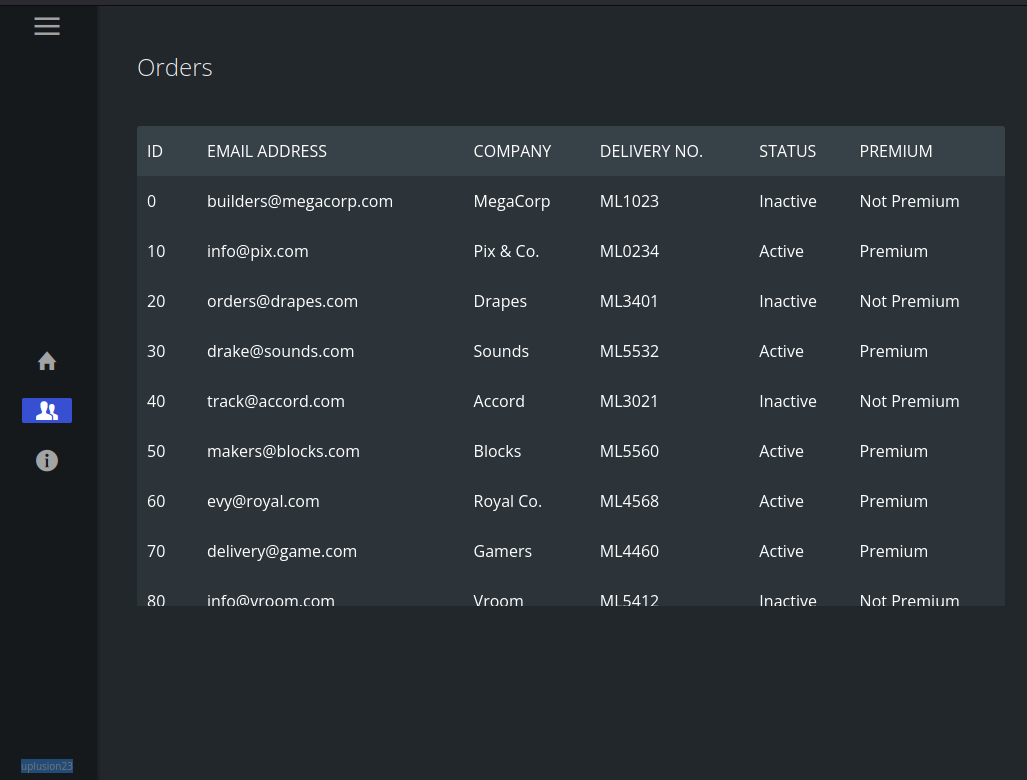 Orders
ID EMAIL ADDRESS COMPANY DELIVERY NO. STATUS PREMIUM
0 builders@megacorp.com MegaCorp ML1023 Inactive Not Premium
10 info@pix.com Pix & Co. ML0234 Active Premium
20 orders@drapes.com Drapes ML3401 Inactive Not Premium
30 drake@sounds.com Sounds ML5532 Active Premium
40 track@accord.com Accord ML3021 Inactive Not Premium
50 makers@blocks.com Blocks ML5560 Active Premium
60 evy@royal.com Royal Co. ML4568 Active Premium
70 delivery@game.com Gamers ML4460 Active Premium
80 info@vroom.com Vroom ML5412 Inactive Not Premium
uplusion23